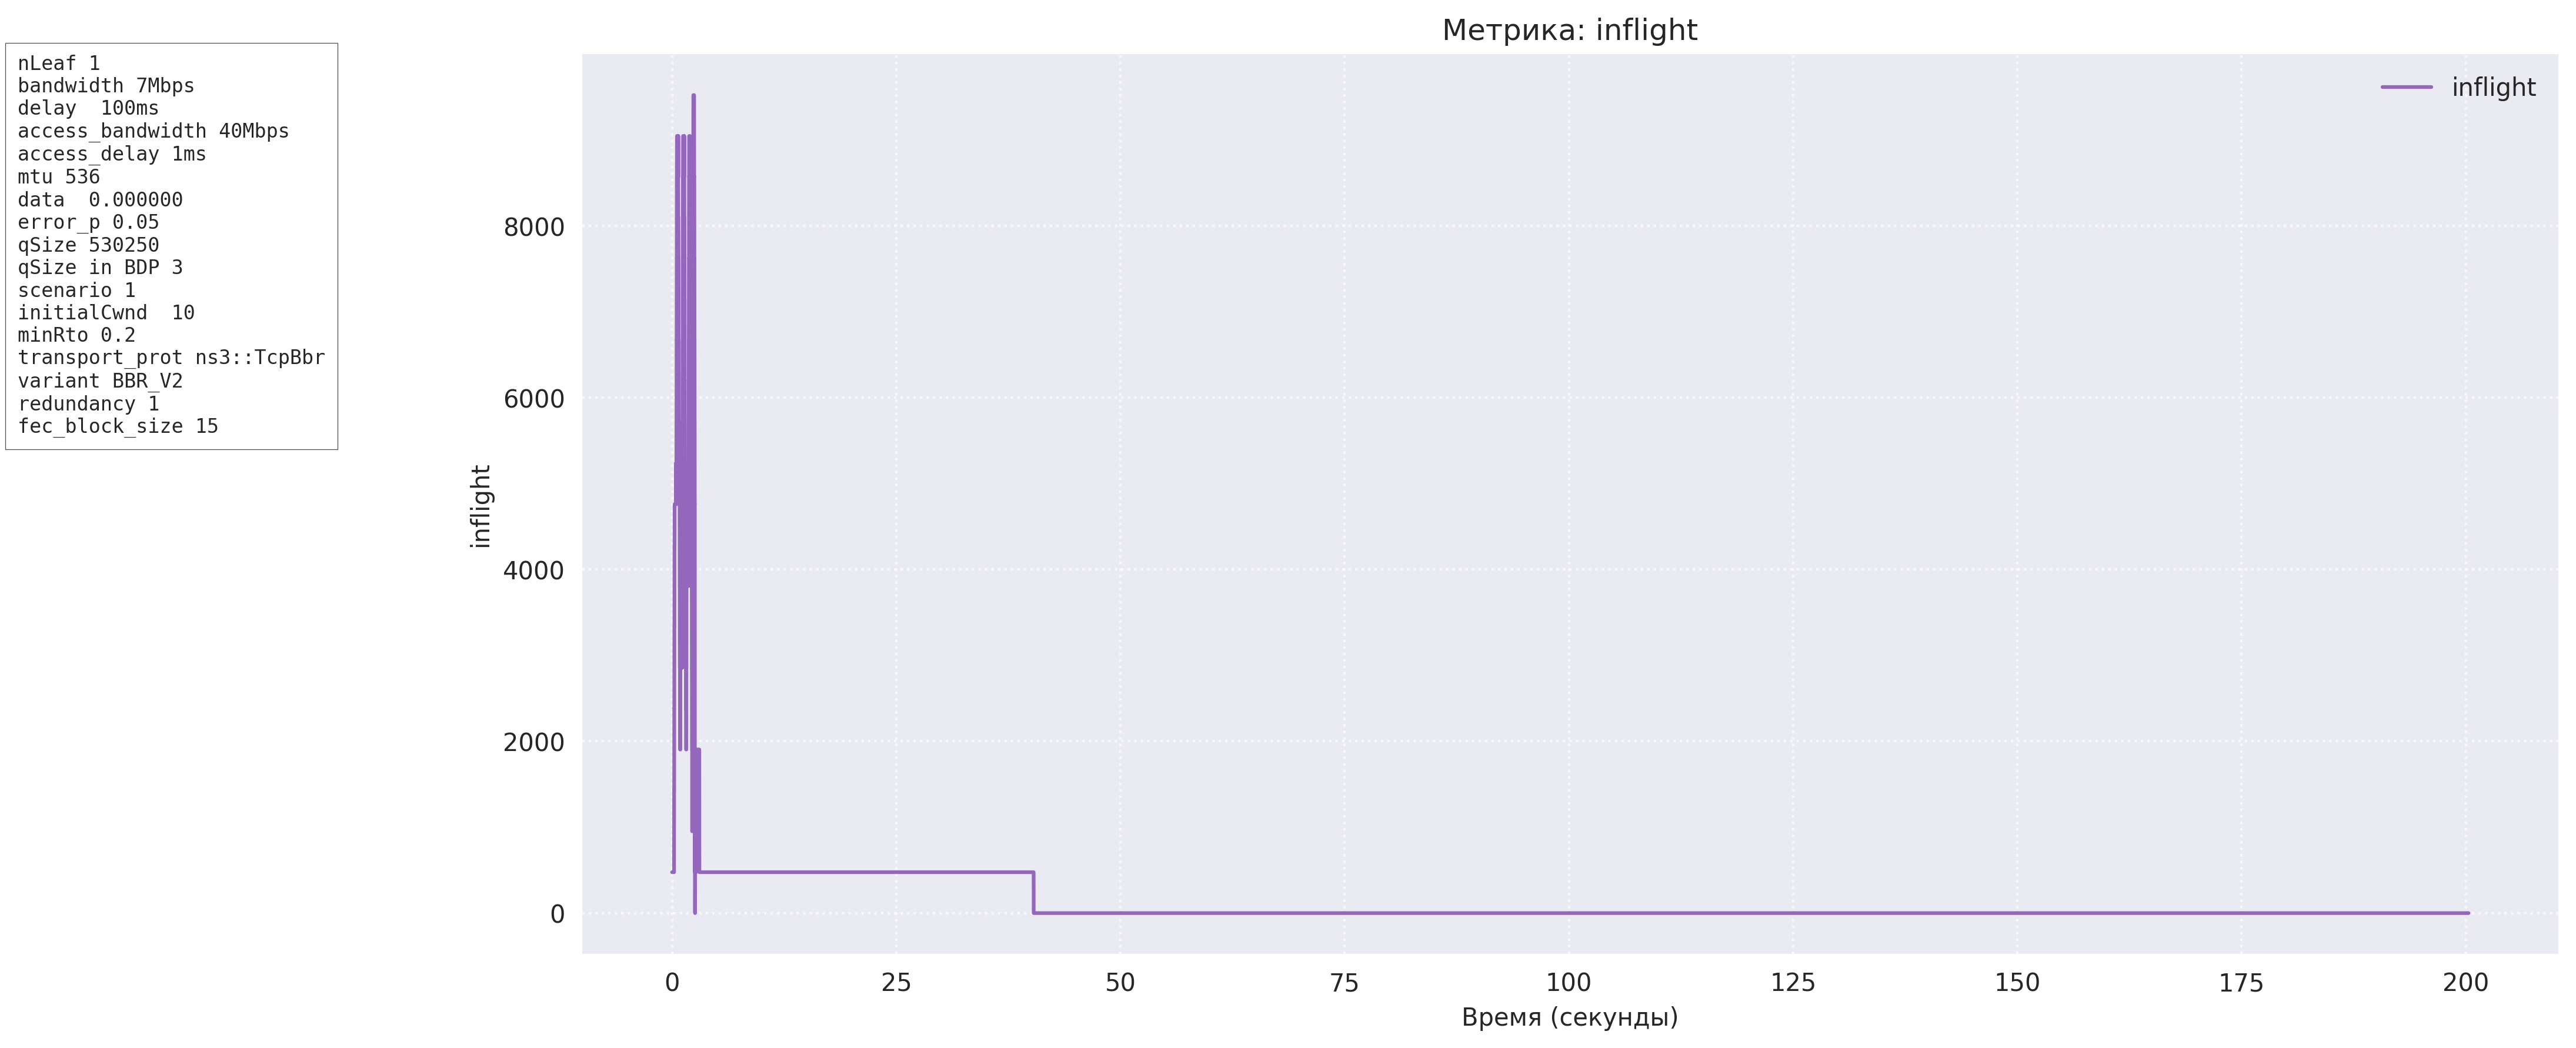 Метрика: inflight
nLeaf 1
bandwidth 7Mbps
delay  100ms
access_bandwidth 40Mbps
access_delay 1ms
mtu 536
data  0.000000
error_p 0.05
qSize 530250
qSize in BDP 3
scenario 1
initialCwnd  10
minRto 0.2
transport_prot ns3::TcpBbr
variant BBR_V2
redundancy 1
fec_block_size 15
inflight
inflight
8000
6000
4000
2000
0
0 25 50 75 100 125 150 175 200
Время (секунды)